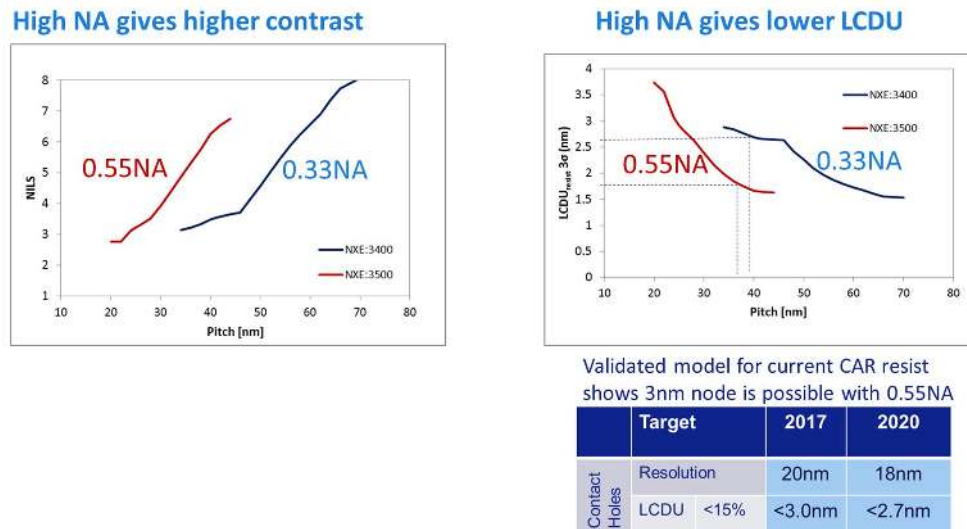 High NA gives higher contrast
8
7
6
5
4
3
2
1
NILS
0.55NA
0.33NA
NXE:3400
NXE:3500
10 20 30 40 50 60 70 80
Pitch [nm]
High NA gives lower LCDU
4
3.5
3
2.5
2
1.5
1
0.5
0
LCDUresist 3σ (nm)
NXE:3400
NXE:3500
0.55NA
0.33NA
10 20 30 40 50 60 70 80
Pitch [nm]
Validated model for current CAR resist
shows 3nm node is possible with 0.55NA
Target 2017 2020
Contact
Holes
Resolution 20nm 18nm
LCDU <15% <3.0nm <2.7nm